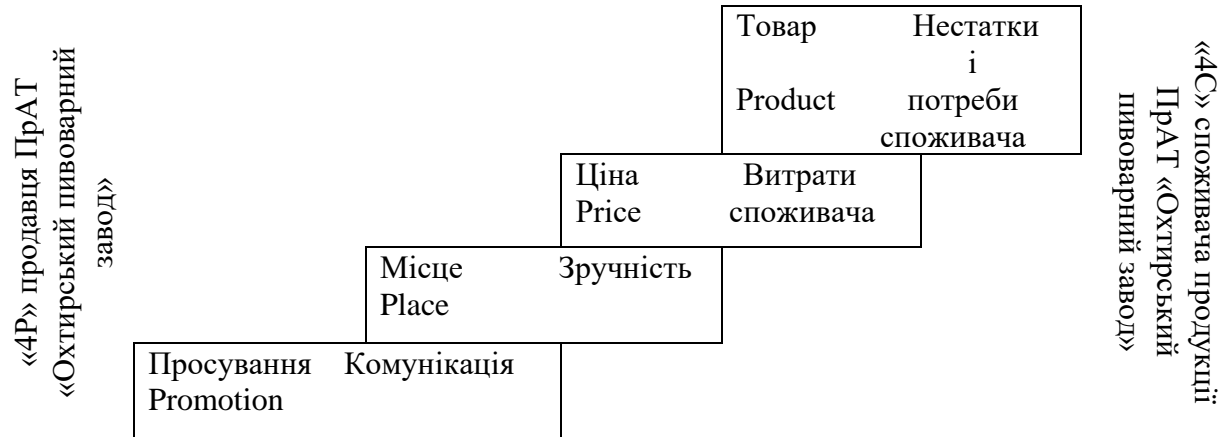 «4P» продавця ПрАТ
«Охтирський пивоварний
завод»
Товар Нестатки
і
Product потреби
споживача
Ціна Витрати
Price споживача
Місце Зручність
Place
Просування Комунікація
Promotion
«4С» споживача продукції
ПрАТ «Охтирський
пивоварний завод»